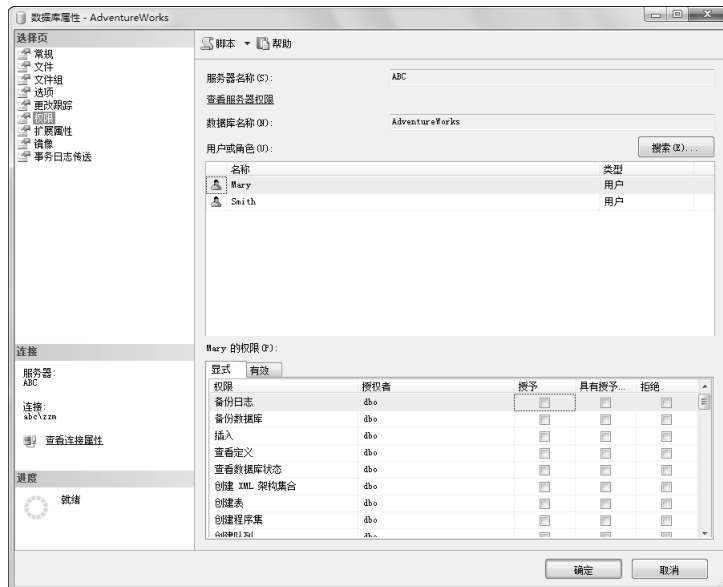 数据库属性 - AdventureWorks
选择页
常规
文件
文件组
选项
更改跟踪
权限
扩展属性
镜像
事务日志传送
脚本 帮助
服务器名称(S): ABC
查看服务器权限
数据库名称(N): AdventureWorks
用户或角色(U): 搜索(E)...
名称 类型
Mary 用户
Smith 用户
Mary 的权限(P):
显式 有效
权限 授权者 授予 具有授予... 拒绝
备份日志 dbo
备份数据库 dbo
插入 dbo
查看定义 dbo
查看数据库状态 dbo
创建 XML 架构集合 dbo
创建表 dbo
创建程序集 dbo
创建队列 dbo
连接
服务器:
ABC
连接:
abc\zzm
查看连接属性
进度
就绪
确定 取消